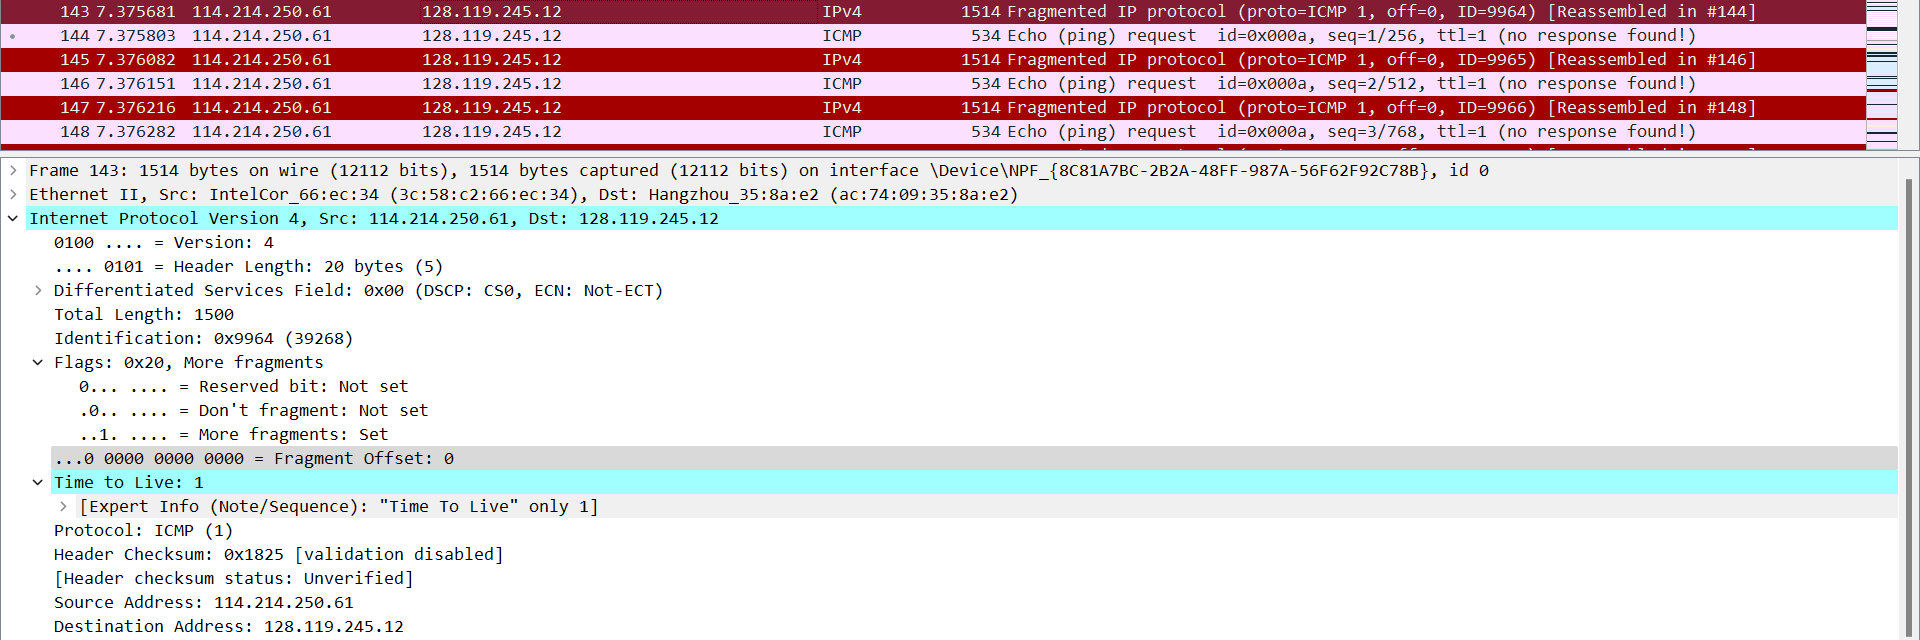 143 7.375681 114.214.250.61 128.119.245.12 IPv4 1514 Fragmented IP protocol (proto=ICMP 1, off=0, ID=9964) [Reassembled in #144]
144 7.375803 114.214.250.61 128.119.245.12 ICMP 534 Echo (ping) request id=0x000a, seq=1/256, ttl=1 (no response found!)
145 7.376082 114.214.250.61 128.119.245.12 IPv4 1514 Fragmented IP protocol (proto=ICMP 1, off=0, ID=9965) [Reassembled in #146]
146 7.376151 114.214.250.61 128.119.245.12 ICMP 534 Echo (ping) request id=0x000a, seq=2/512, ttl=1 (no response found!)
147 7.376216 114.214.250.61 128.119.245.12 IPv4 1514 Fragmented IP protocol (proto=ICMP 1, off=0, ID=9966) [Reassembled in #148]
148 7.376282 114.214.250.61 128.119.245.12 ICMP 534 Echo (ping) request id=0x000a, seq=3/768, ttl=1 (no response found!)
Frame 143: 1514 bytes on wire (12112 bits), 1514 bytes captured (12112 bits) on interface \Device\NPF_{8C81A7BC-2B2A-48FF-987A-56F62F92C78B}, id 0
Ethernet II, Src: IntelCor_66:ec:34 (3c:58:c2:66:ec:34), Dst: Hangzhou_35:8a:e2 (ac:74:09:35:8a:e2)
Internet Protocol Version 4, Src: 114.214.250.61, Dst: 128.119.245.12
0100 .... = Version: 4
.... 0101 = Header Length: 20 bytes (5)
Differentiated Services Field: 0x00 (DSCP: CS0, ECN: Not-ECT)
Total Length: 1500
Identification: 0x9964 (39268)
Flags: 0x20, More fragments
0... .... = Reserved bit: Not set
.0.. .... = Don't fragment: Not set
..1. .... = More fragments: Set
...0 0000 0000 0000 = Fragment Offset: 0
Time to Live: 1
[Expert Info (Note/Sequence): "Time To Live" only 1]
Protocol: ICMP (1)
Header Checksum: 0x1825 [validation disabled]
[Header checksum status: Unverified]
Source Address: 114.214.250.61
Destination Address: 128.119.245.12